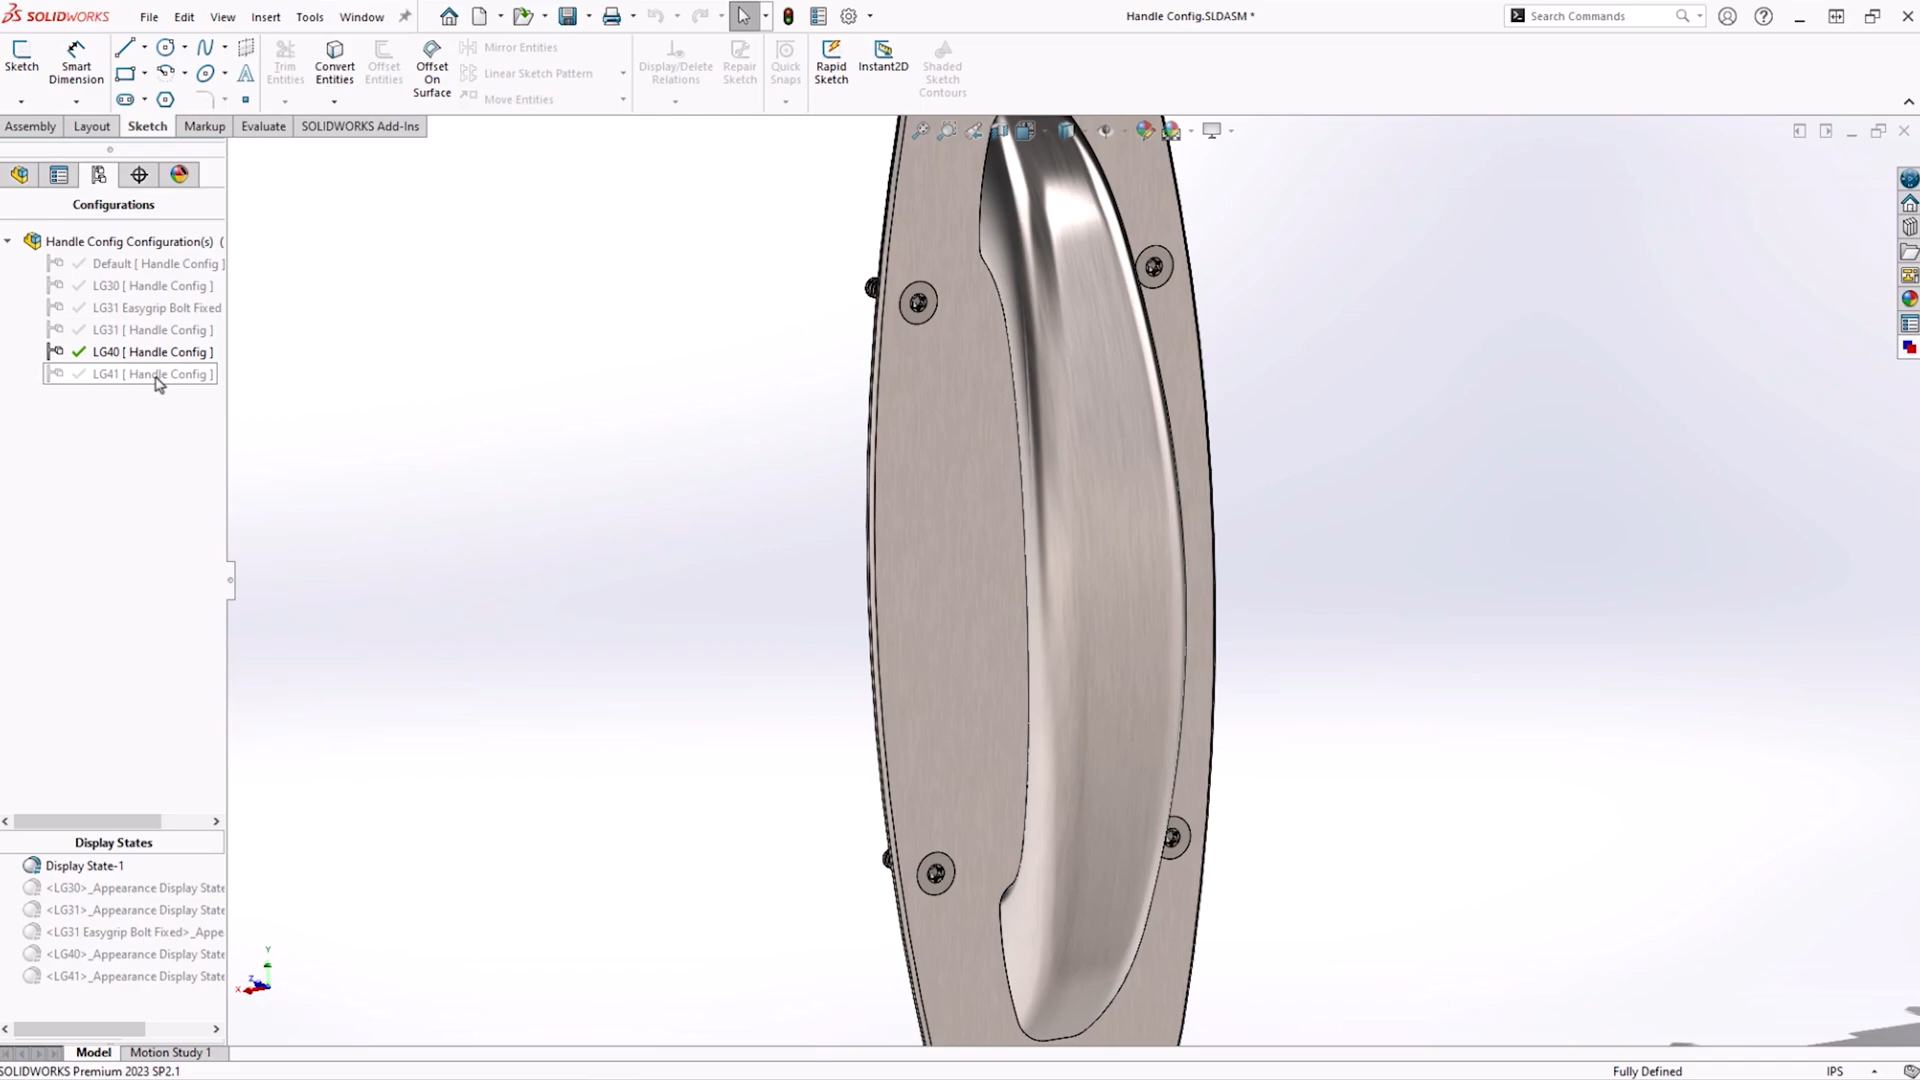 SOLIDWORKS File Edit View Insert Tools Window Handle Config.SLDASM * Search Commands
Sketch
Smart Dimension
Trim Entities
Convert Entities
Offset Entities
Offset On Surface
Mirror Entities
Linear Sketch Pattern
Move Entities
Display/Delete Relations
Repair Sketch
Quick Snaps
Rapid Sketch
Instant2D
Shaded Sketch Contours
Assembly Layout Sketch Markup Evaluate SOLIDWORKS Add-Ins
Configurations
Handle Config Configuration(s) (
Default [ Handle Config ]
LG30 [ Handle Config ]
LG31 Easygrip Bolt Fixed
LG31 [ Handle Config ]
LG40 [ Handle Config ]
LG41 [ Handle Config ]
Display States
Display State-1
<LG30>_Appearance Display State
<LG31>_Appearance Display State
<LG31 Easygrip Bolt Fixed>_Appe
<LG40>_Appearance Display State
<LG41>_Appearance Display State
Y
Z
X
Model Motion Study 1
SOLIDWORKS Premium 2023 SP2.1 Fully Defined IPS